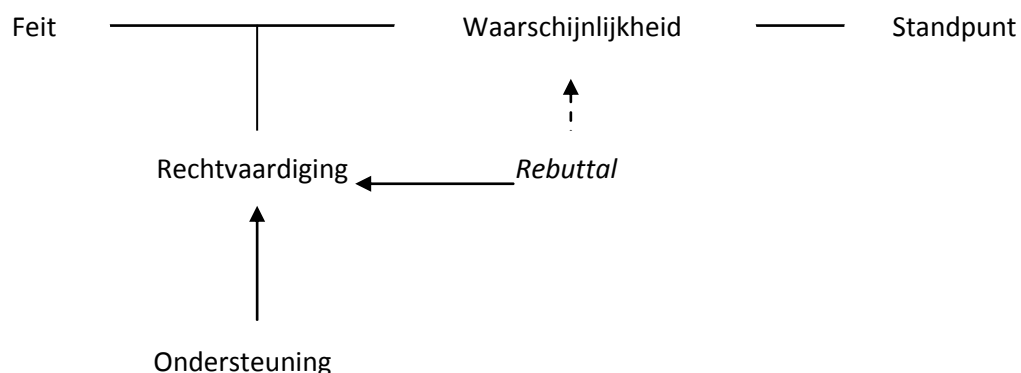 Feit Waarschijnlijkheid Standpunt
Rechtvaardiging Rebuttal
Ondersteuning